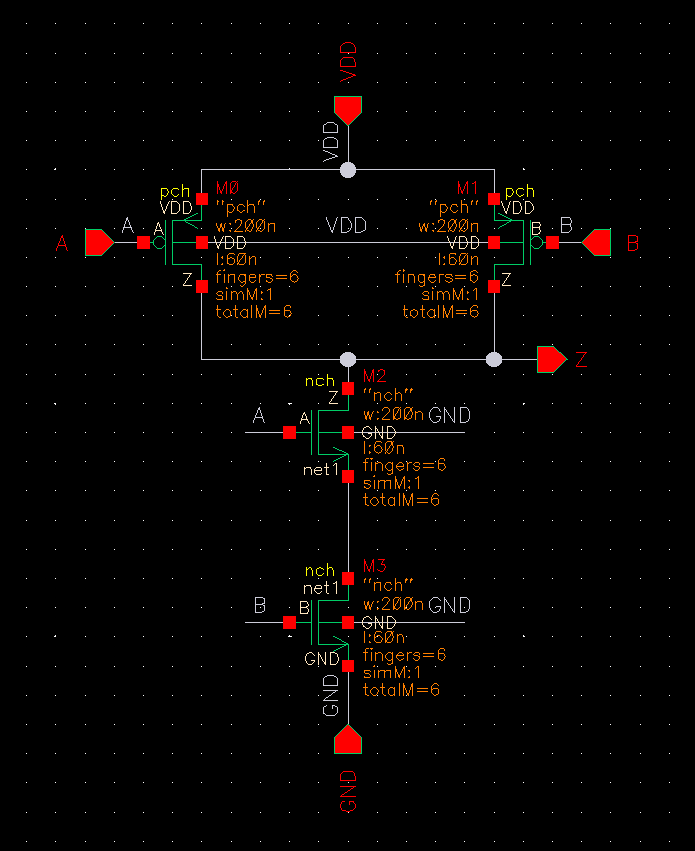 VDD
VDD
pch
M0
VDD
"pch"
w:200n
A
A
A
VDD
l:60n
fingers=6
simM:1
totalM=6
Z
VDD
M1
pch
"pch"
VDD
w:200n
B
B
B
VDD
l:60n
fingers=6
simM:1
totalM=6
Z
Z
nch
M2
Z
"nch"
w:200n
GND
A
A
GND
l:60n
fingers=6
simM:1
totalM=6
net1
nch
M3
net1
"nch"
w:200n
GND
B
B
GND
l:60n
fingers=6
simM:1
totalM=6
GND
GND
GND